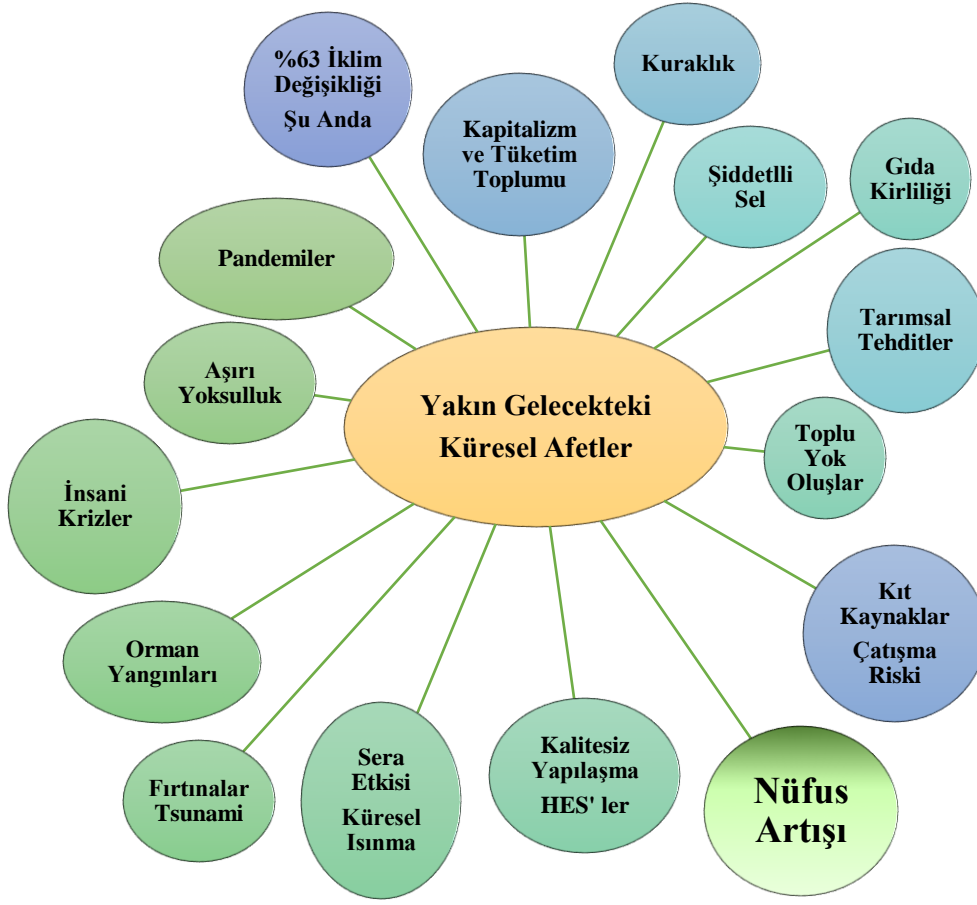 %63 İklim
Değişikliği
Şu Anda
Kapitalizm
ve Tüketim
Toplumu
Kuraklık
Şiddetlli
Sel
Gıda
Kirliliği
Tarımsal
Tehditler
Toplu
Yok
Oluşlar
Kıt
Kaynaklar
Çatışma
Riski
Nüfus
Artışı
Kalitesiz
Yapılaşma
HES' ler
Sera
Etkisi
Küresel
Isınma
Fırtınalar
Tsunami
Orman
Yangınları
İnsani
Krizler
Aşırı
Yoksulluk
Pandemiler
Yakın Gelecekteki
Küresel Afetler